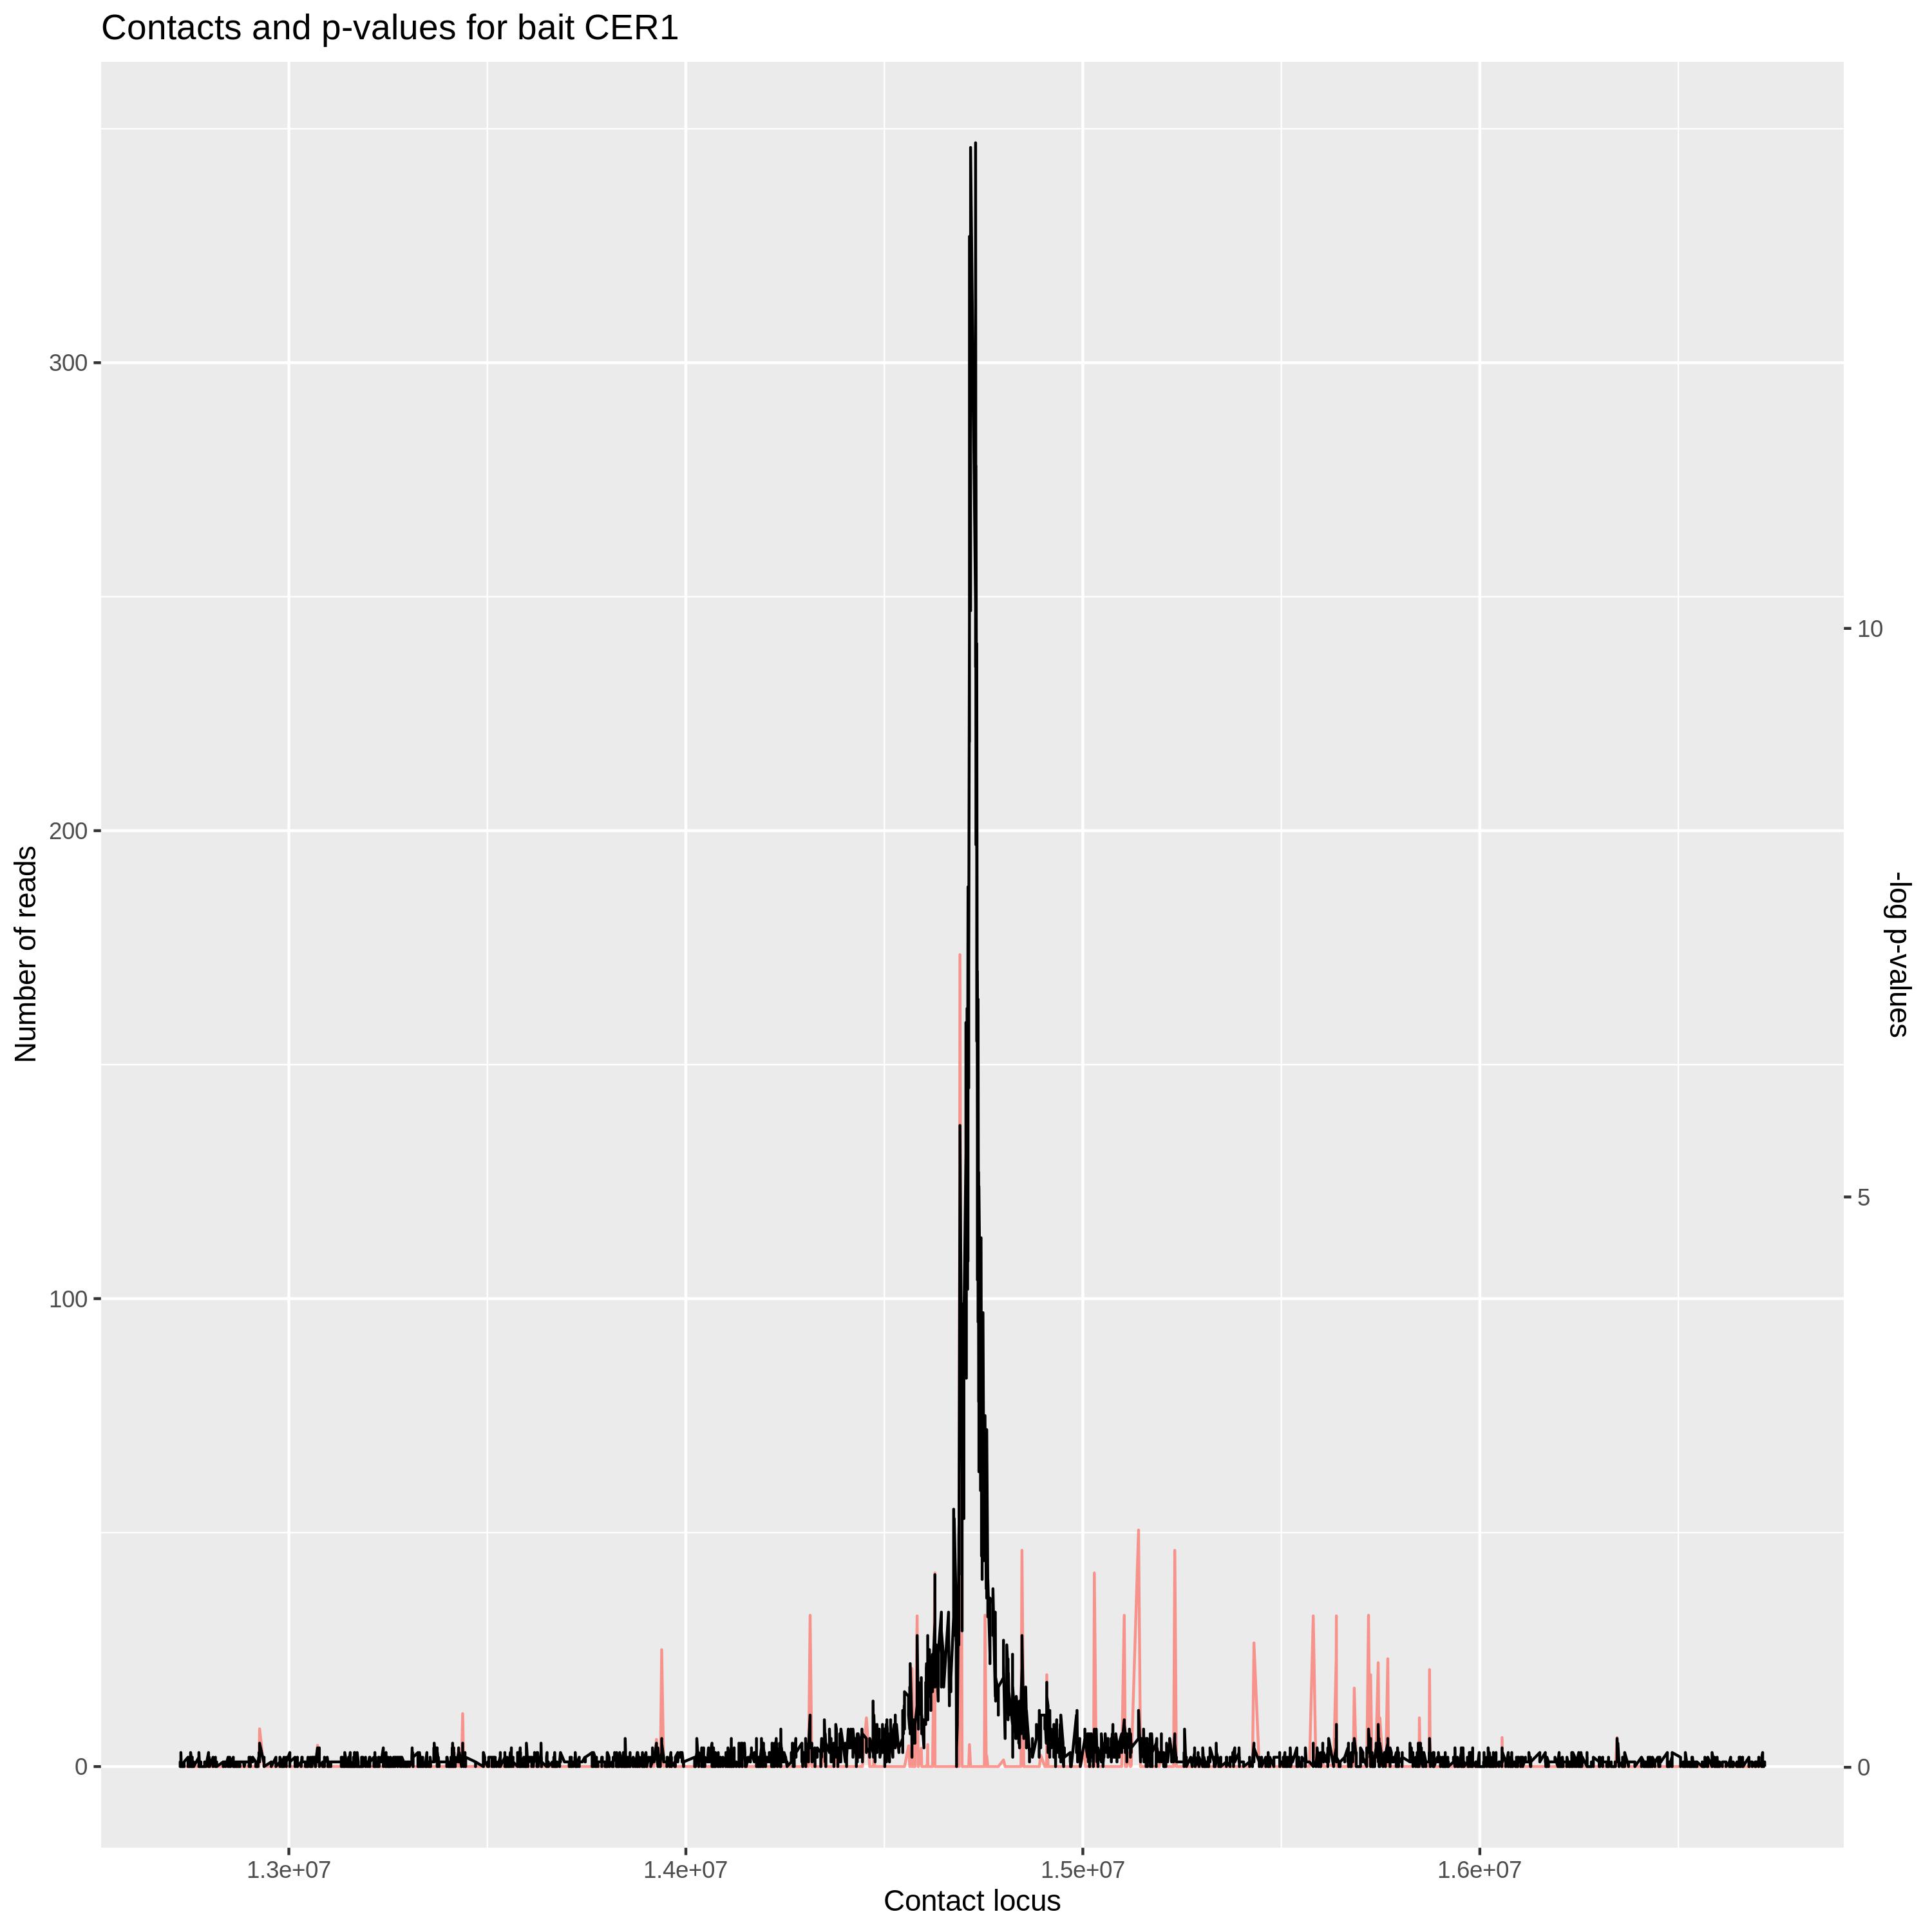 Contacts and p-values for bait CER1
300
200
100
0
Number of reads
10
5
0
-log p-values
1.3e+07
1.4e+07
1.5e+07
1.6e+07
Contact locus